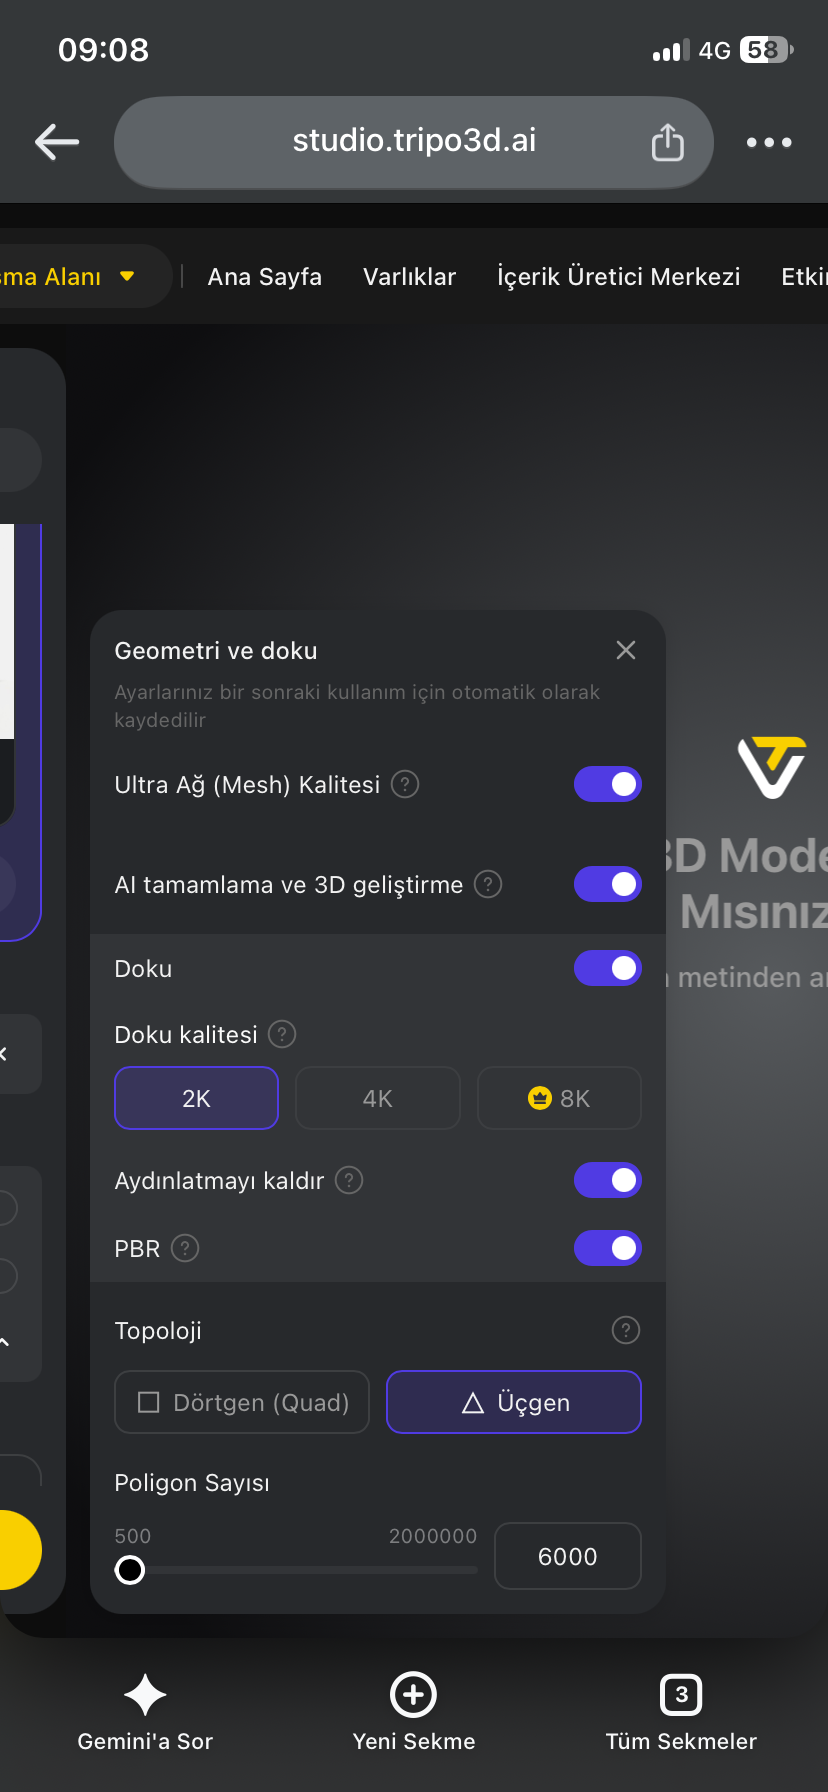 09:08
4G
58
studio.tripo3d.ai
Alanı
Ana Sayfa
Varlıklar
İçerik Üretici Merkezi
Geometri ve doku
Ayarlarınız bir sonraki kullanım için otomatik olarak
kaydedilir
Ultra Ağ (Mesh) Kalitesi ?
AI tamamlama ve 3D geliştirme ?
3D
Mısınız
metinden
Doku
Doku kalitesi ?
2K
4K
8K
Aydınlatmayı kaldır ?
PBR ?
Topoloji ?
Dörtgen (Quad)
Üçgen
Poligon Sayısı
500
2000000
6000
3
Gemini'a Sor
Yeni Sekme
Tüm Sekmeler